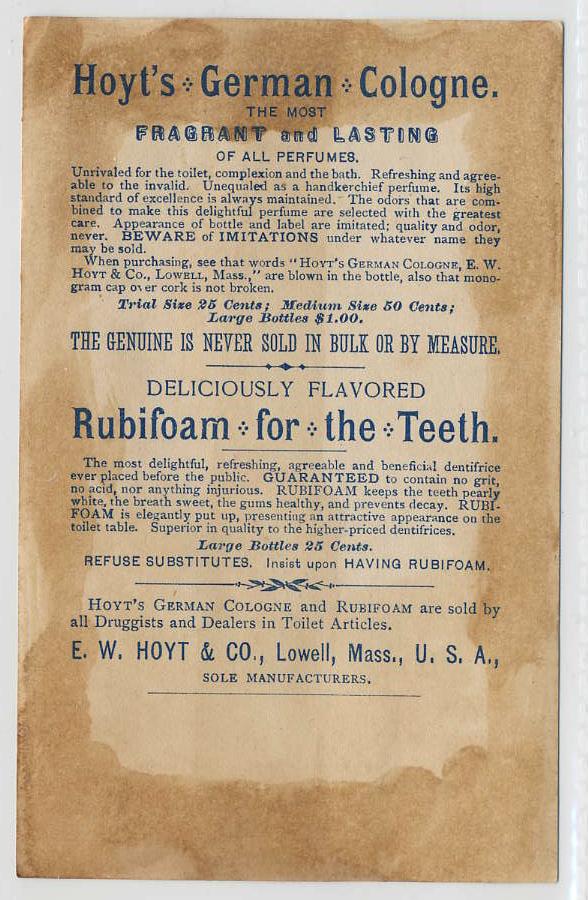 Hoyt's ⁘ German ⁘ Cologne.
THE MOST
FRAGRANT and LASTING
OF ALL PERFUMES.
Unrivaled for the toilet, complexion and the bath. Refreshing and agree-
able to the invalid. Unequaled as a handkerchief perfume. Its high
standard of excellence is always maintained. The odors that are com-
bined to make this delightful perfume are selected with the greatest
care. Appearance of bottle and label are imitated; quality and odor,
never. BEWARE of IMITATIONS under whatever name they
may be sold.
When purchasing, see that words "HOYT'S GERMAN COLOGNE, E. W.
HOYT & CO., LOWELL, MASS.," are blown in the bottle, also that mono-
gram cap over cork is not broken.
Trial Size 25 Cents; Medium Size 50 Cents;
Large Bottles $1.00.
THE GENUINE IS NEVER SOLD IN BULK OR BY MEASURE.
DELICIOUSLY FLAVORED
Rubifoam ⁘ for ⁘ the ⁘ Teeth.
The most delightful, refreshing, agreeable and beneficial dentifrice
ever placed before the public. GUARANTEED to contain no grit,
no acid, nor anything injurious. RUBIFOAM keeps the teeth pearly
white, the breath sweet, the gums healthy, and prevents decay. RUBI-
FOAM is elegantly put up, presenting an attractive appearance on the
toilet table. Superior in quality to the higher-priced dentifrices.
Large Bottles 25 Cents.
REFUSE SUBSTITUTES. Insist upon HAVING RUBIFOAM.
HOYT'S GERMAN COLOGNE and RUBIFOAM are sold by
all Druggists and Dealers in Toilet Articles.
E. W. HOYT & CO., Lowell, Mass., U. S. A.,
SOLE MANUFACTURERS.